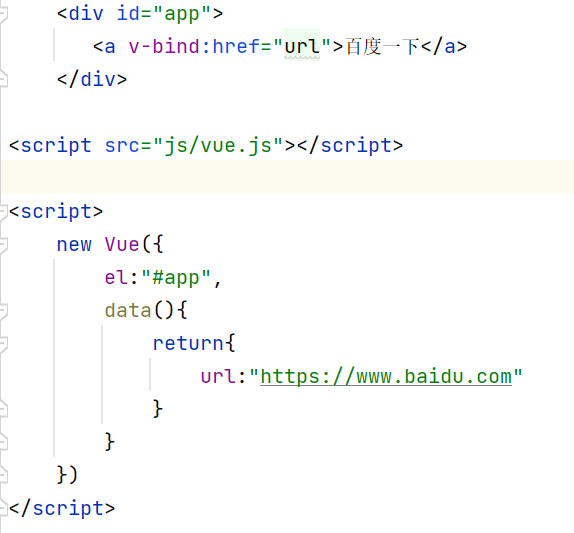 <div id="app">
<a v-bind:href="url">百度一下</a>
</div>
<script src="js/vue.js"></script>
<script>
new Vue({
el:"#app",
data(){
return{
url:"https://www.baidu.com"
}
}
})
</script>